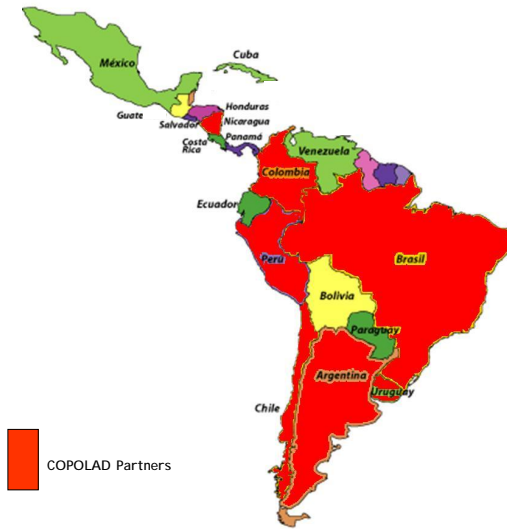 Cuba
México
Honduras
Guate
Nicaragua
Salvador
Costa
Rica
Panamá
Venezuela
Colombia
Ecuador
Perú
Brasil
Bolivia
Paraguay
Argentina
Uruguay
Chile
COPOLAD Partners